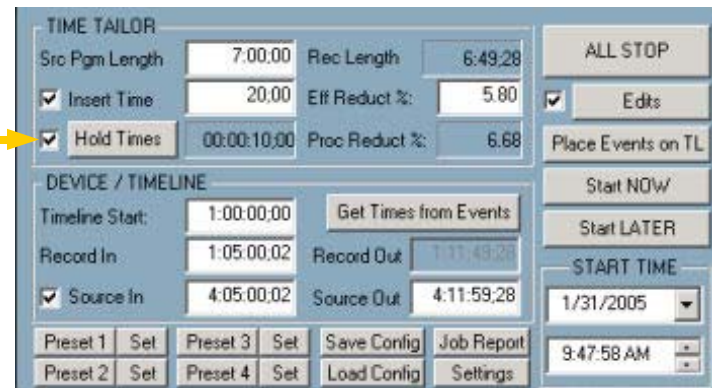 TIME TAILOR
Src Pgm Length 7:00;00 Rec Length 6:49;28
Insert Time 20;00 Eff Reduct %: 5.80
Hold Times 00:00:10;00 Proc Reduct %: 6.68
DEVICE / TIMELINE
Timeline Start: 1:00:00;00 Get Times from Events
Record In 1:05:00;02 Record Out 1:11:49;28
Source In 4:05:00;02 Source Out 4:11:59;28
Preset 1 Set Preset 3 Set Save Config Job Report
Preset 2 Set Preset 4 Set Load Config Settings
ALL STOP
Edits
Place Events on TL
Start NOW
Start LATER
START TIME
1/31/2005
9:47:58 AM